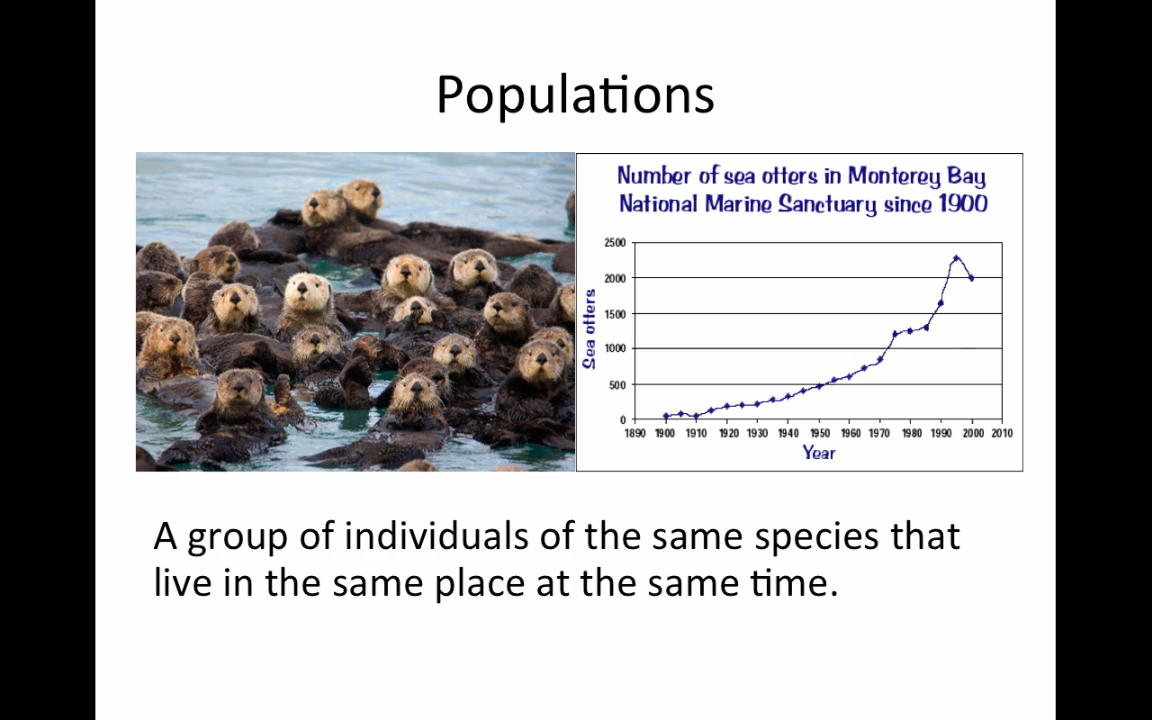 Populations
Number of sea otters in Monterey Bay
National Marine Sanctuary since 1900
2500
2000
1500
1000
500
0
Sea otters
1890 1900 1910 1920 1930 1940 1950 1960 1970 1980 1990 2000 2010
Year
A group of individuals of the same species that
live in the same place at the same time.